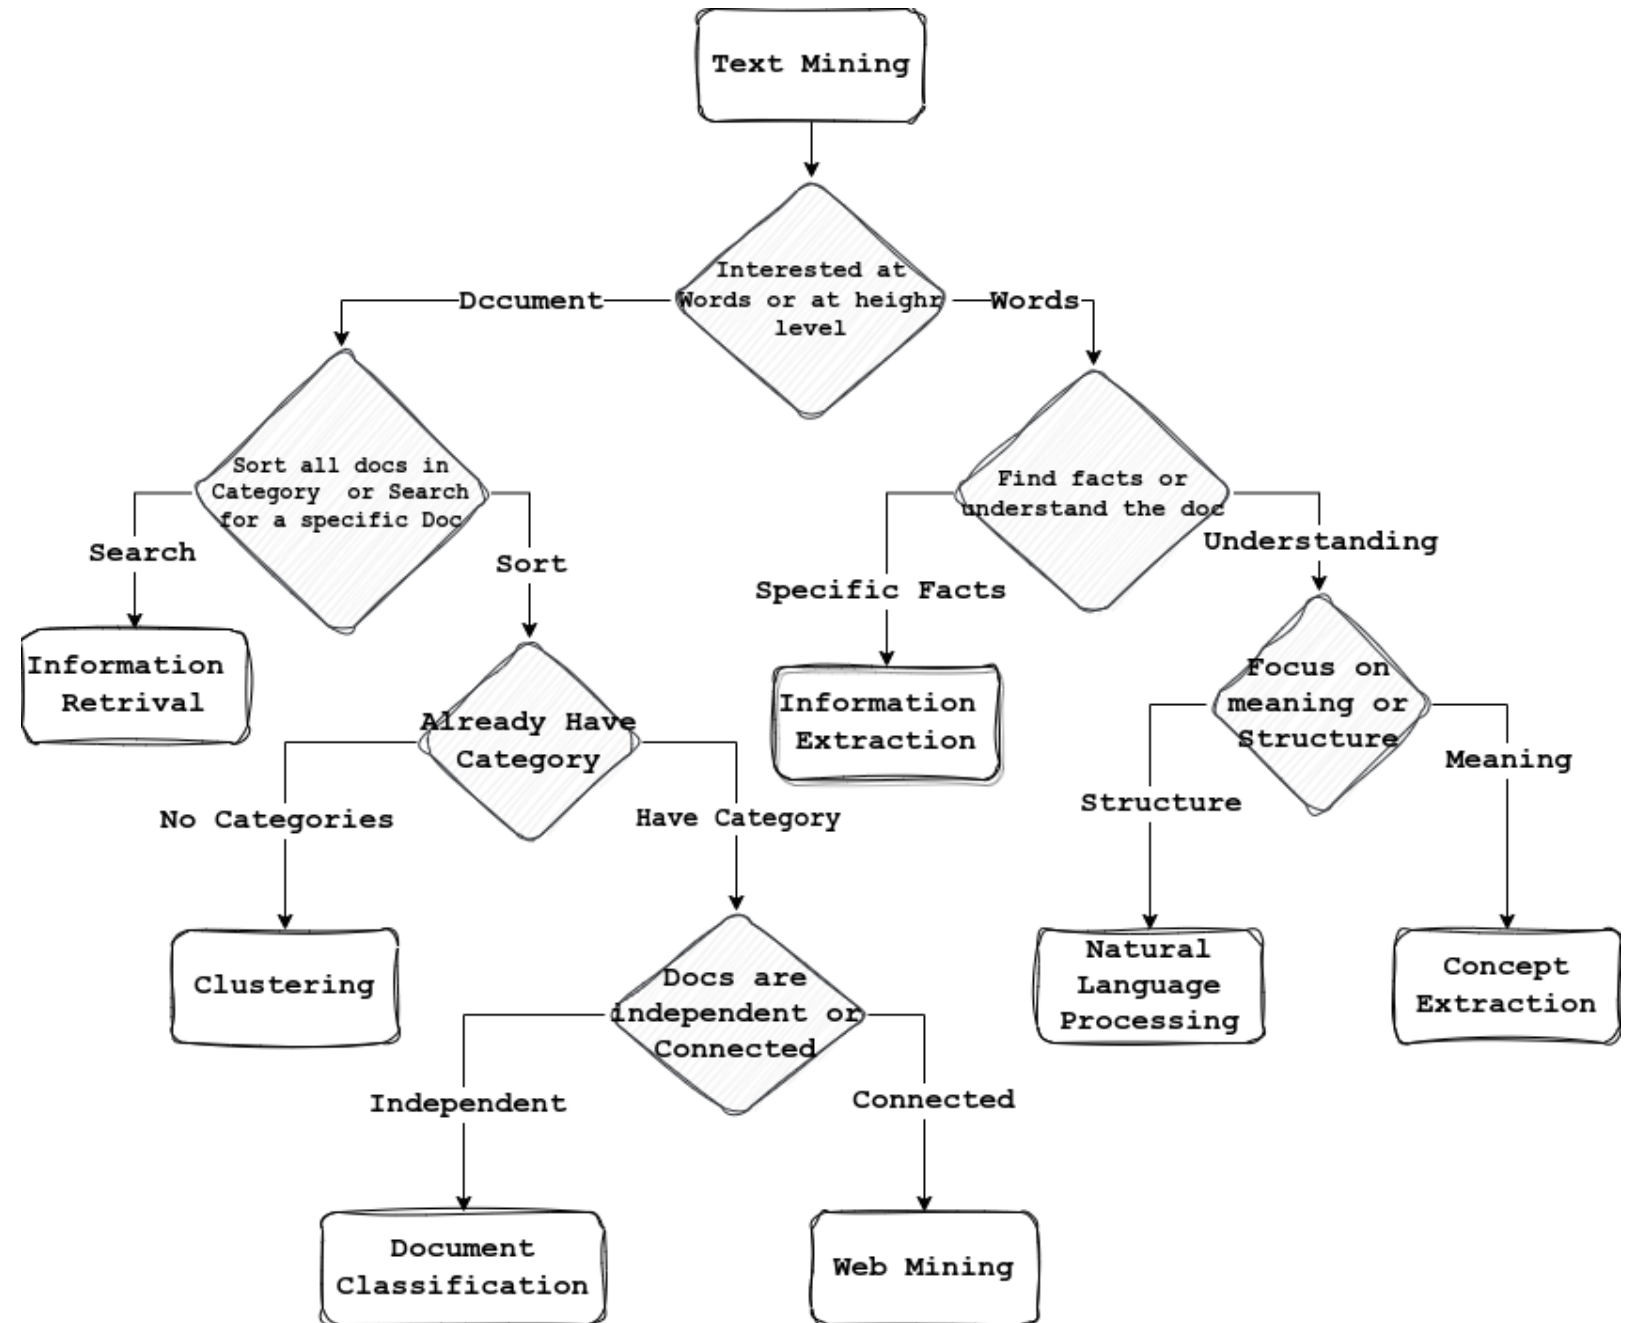 Text Mining
Interested at
Words or at heighr
level
Dccument
Words
Sort all docs in
Category or Search
for a specific Doc
Find facts or
understand the doc
Search
Sort
Specific Facts
Understanding
Information
Retrival
Already Have
Category
Information
Extraction
Focus on
meaning or
Structure
No Categories
Have Category
Structure
Meaning
Clustering
Docs are
independent or
Connected
Natural
Language
Processing
Concept
Extraction
Independent
Connected
Document
Classification
Web Mining